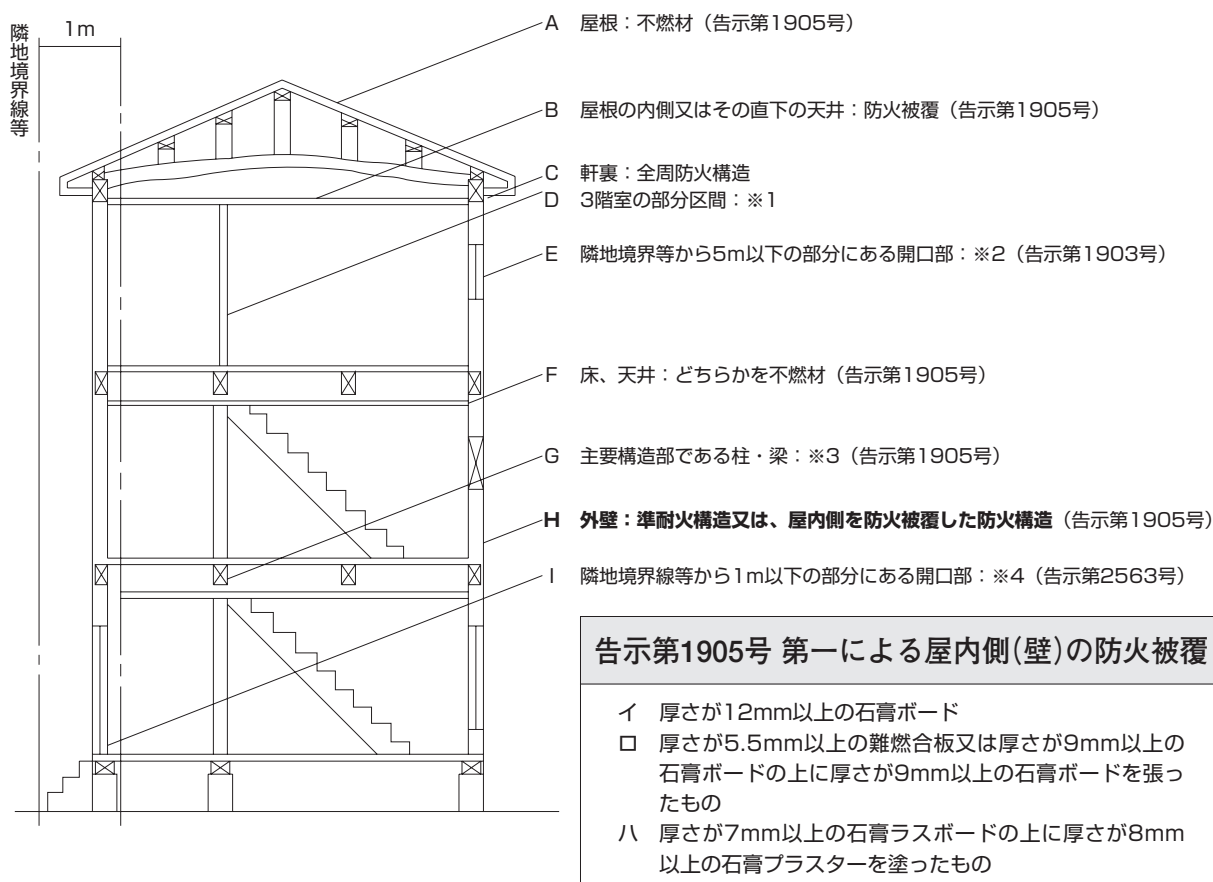 隣地境界線等
1m
A 屋根：不燃材（告示第1905号）
B 屋根の内側又はその直下の天井：防火被覆（告示第1905号）
C 軒裏：全周防火構造
D 3階室の部分区間：※1
E 隣地境界等から5m以下の部分にある開口部：※2（告示第1903号）
F 床、天井：どちらかを不燃材（告示第1905号）
G 主要構造部である柱・梁：※3（告示第1905号）
H 外壁：準耐火構造又は、屋内側を防火被覆した防火構造（告示第1905号）
I 隣地境界線等から1m以下の部分にある開口部：※4（告示第2563号）
告示第1905号 第一による屋内側(壁)の防火被覆
イ 厚さが12mm以上の石膏ボード
ロ 厚さが5.5mm以上の難燃合板又は厚さが9mm以上の
石膏ボードの上に厚さが9mm以上の石膏ボードを張っ
たもの
ハ 厚さが7mm以上の石膏ラスボードの上に厚さが8mm
以上の石膏プラスターを塗ったもの